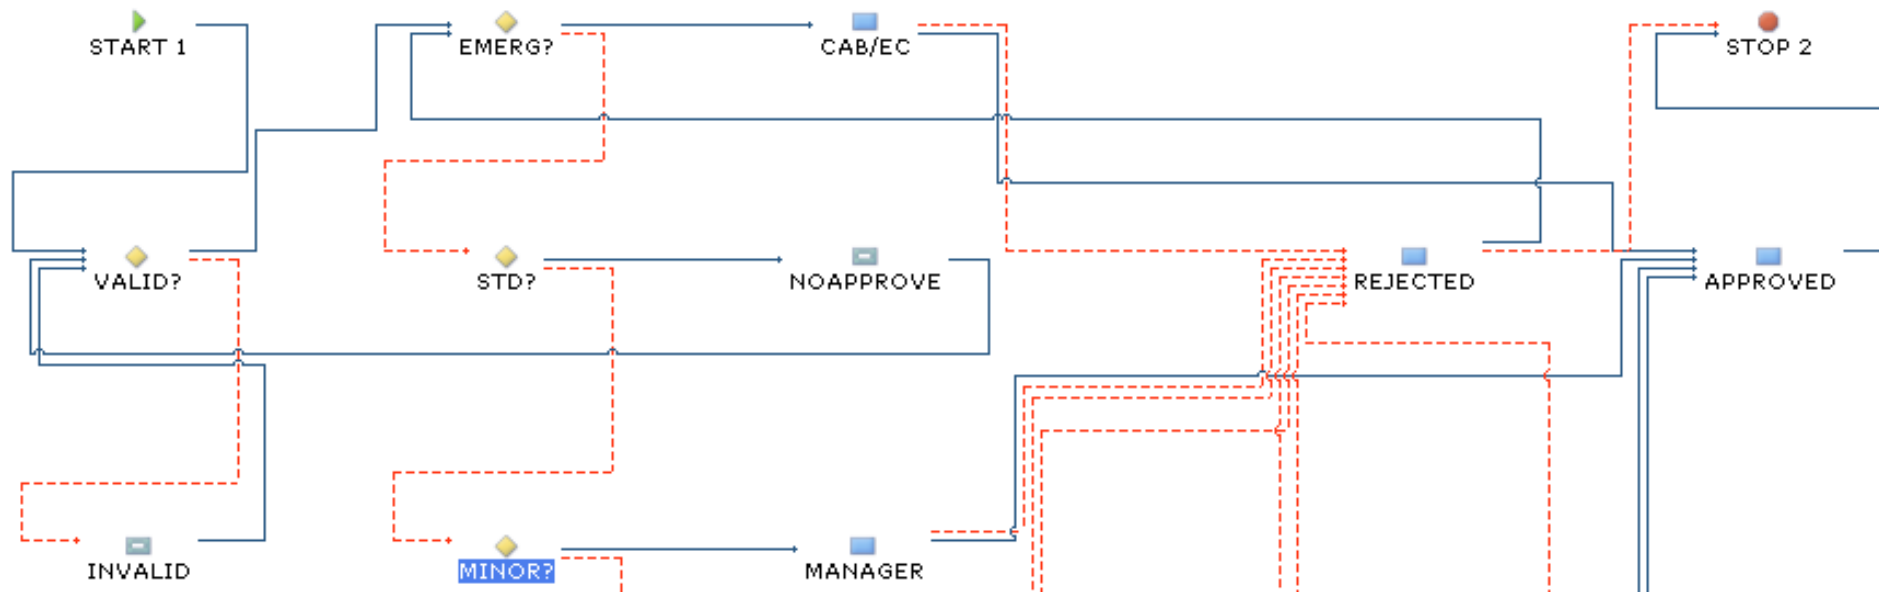 START 1
EMERG?
CAB/EC
STOP 2
VALID?
STD?
NOAPPROVE
REJECTED
APPROVED
INVALID
MINOR?
MANAGER